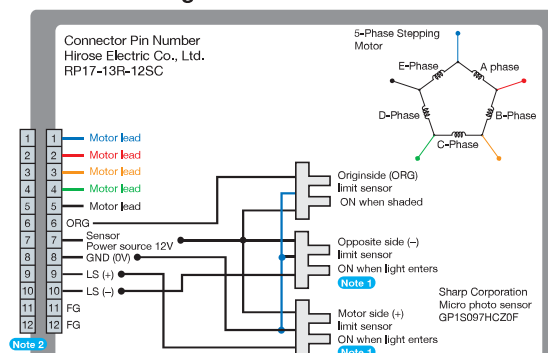 Connector Pin Number
Hirose Electric Co., Ltd.
RP17-13R-12SC
5-Phase Stepping
Motor
E-Phase
A phase
D-Phase
B-Phase
C-Phase
1 1 Motor lead
2 2 Motor lead
3 3 Motor lead
4 4 Motor lead
5 5 Motor lead
6 6 ORG
7 7 Sensor
Power source 12V
8 8 GND (0V)
9 9 LS (+)
10 10 LS (–)
11 11 FG
12 12 FG
Note 2
Originside (ORG)
limit sensor
ON when shaded
Opposite side (–)
limit sensor
ON when light enters
Note 1
Motor side (+)
limit sensor
ON when light enters
Note 1
Sharp Corporation
Micro photo sensor
GP1S097HCZ0F